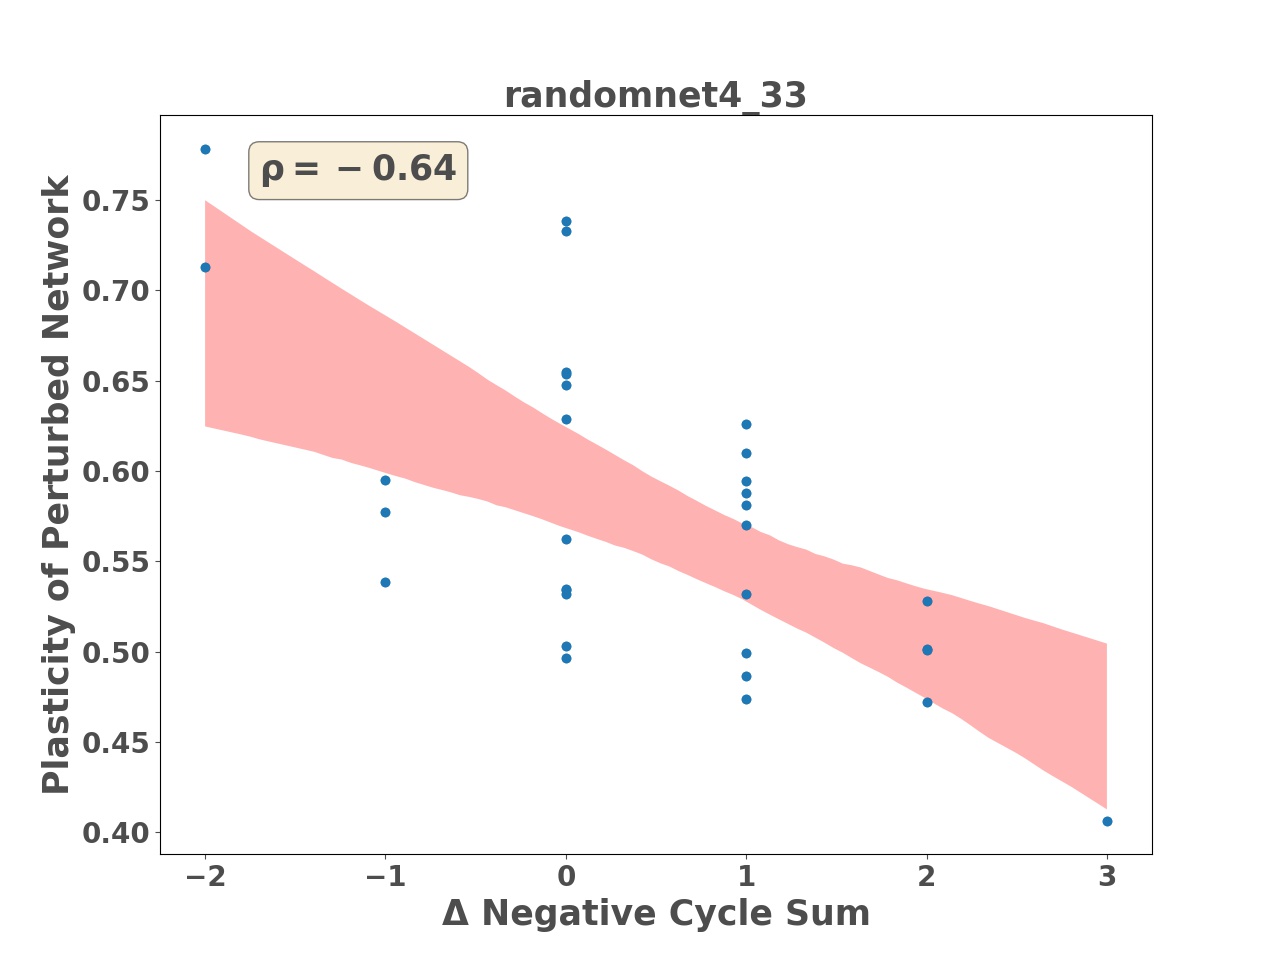 randomnet4_33
ρ = − 0.64
Plasticity of Perturbed Network
0.75
0.70
0.65
0.60
0.55
0.50
0.45
0.40
−2 −1 0 1 2 3
Δ Negative Cycle Sum